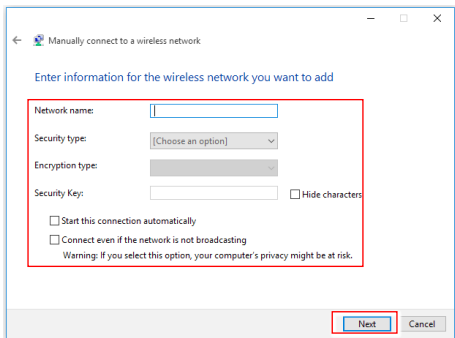 Manually connect to a wireless network
Enter information for the wireless network you want to add
Network name:
Security type:
[Choose an option]
Encryption type:
Security Key:
Hide characters
Start this connection automatically
Connect even if the network is not broadcasting
Warning: If you select this option, your computer's privacy might be at risk.
Next
Cancel